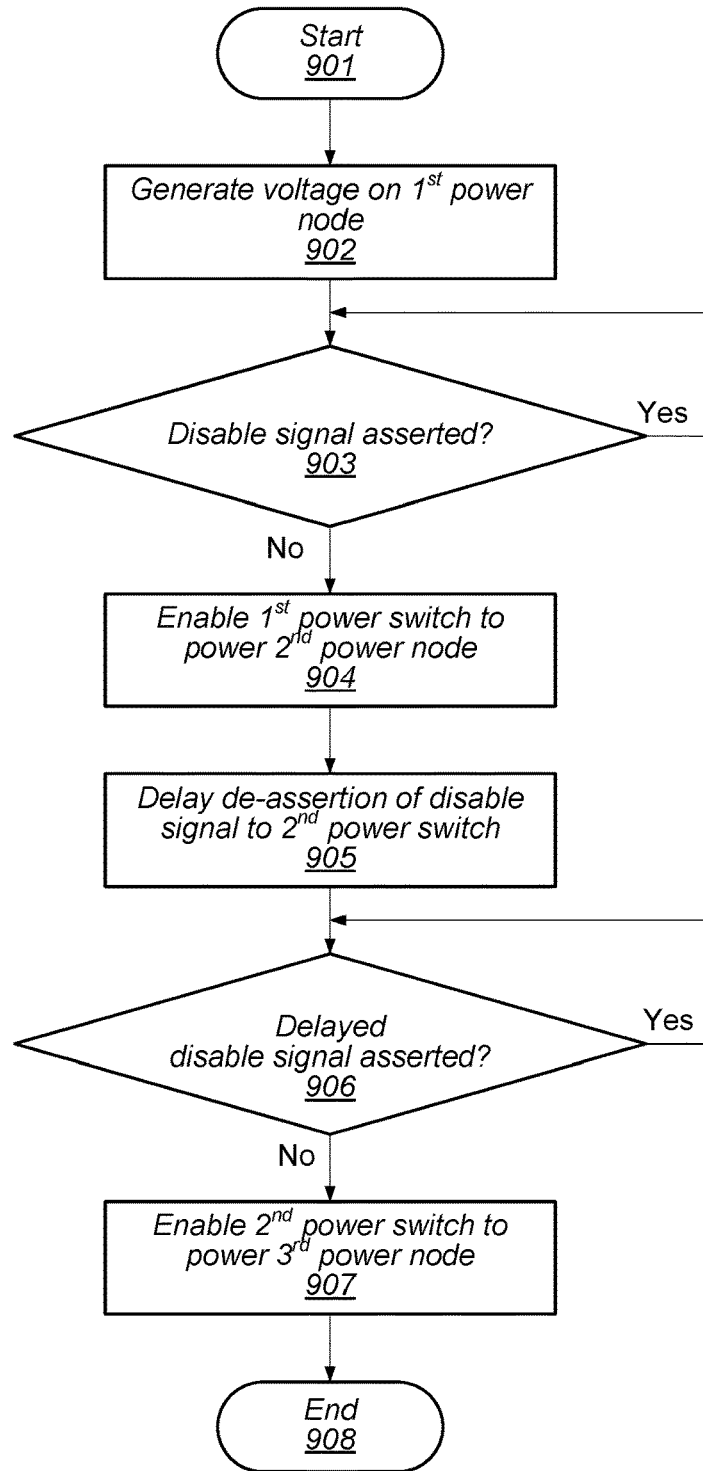 Start
901
Generate voltage on 1st power
node
902
Disable signal asserted?
903
Yes
No
Enable 1st power switch to
power 2nd power node
904
Delay de-assertion of disable
signal to 2nd power switch
905
Delayed
disable signal asserted?
906
Yes
No
Enable 2nd power switch to
power 3rd power node
907
End
908